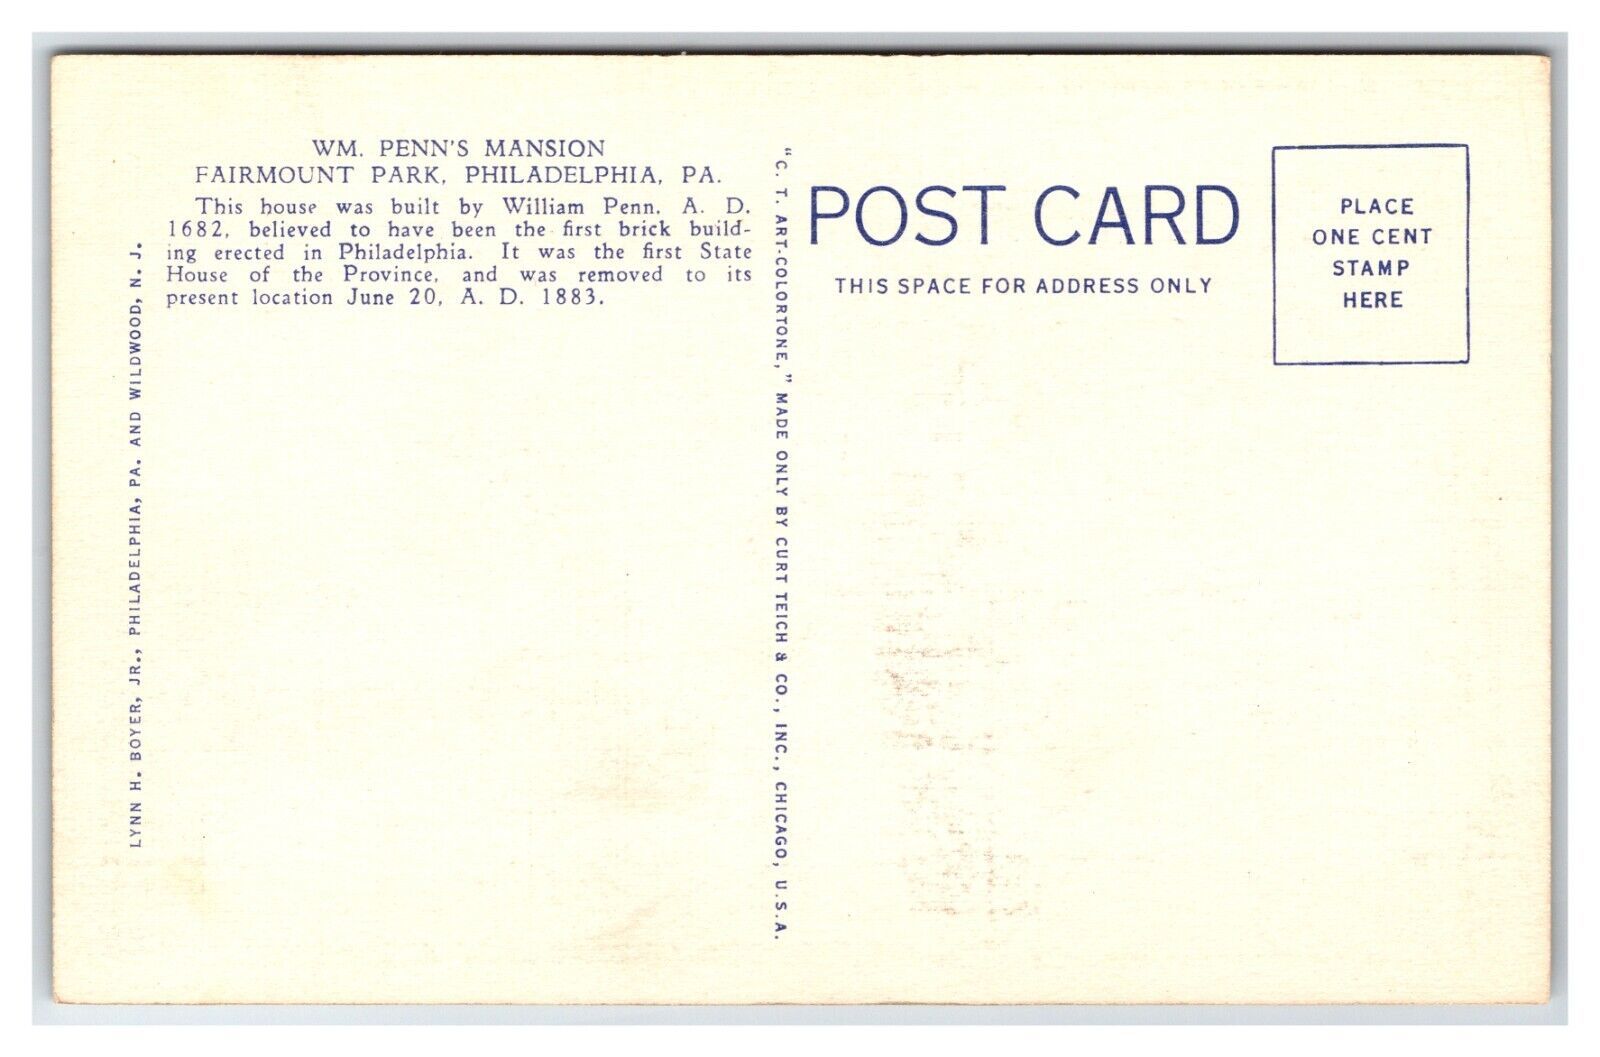 WM. PENN'S MANSION
FAIRMOUNT PARK, PHILADELPHIA, PA.
This house was built by William Penn, A. D.
1682, believed to have been the first brick build-
ing erected in Philadelphia. It was the first State
House of the Province, and was removed to its
present location June 20, A. D. 1883.
LYNN H. BOYER, JR., PHILADELPHIA, PA. AND WILDWOOD, N. J.
"C. T. ART-COLORTONE," MADE ONLY BY CURT TEICH & CO., INC., CHICAGO, U.S.A.
POST CARD
THIS SPACE FOR ADDRESS ONLY
PLACE
ONE CENT
STAMP
HERE